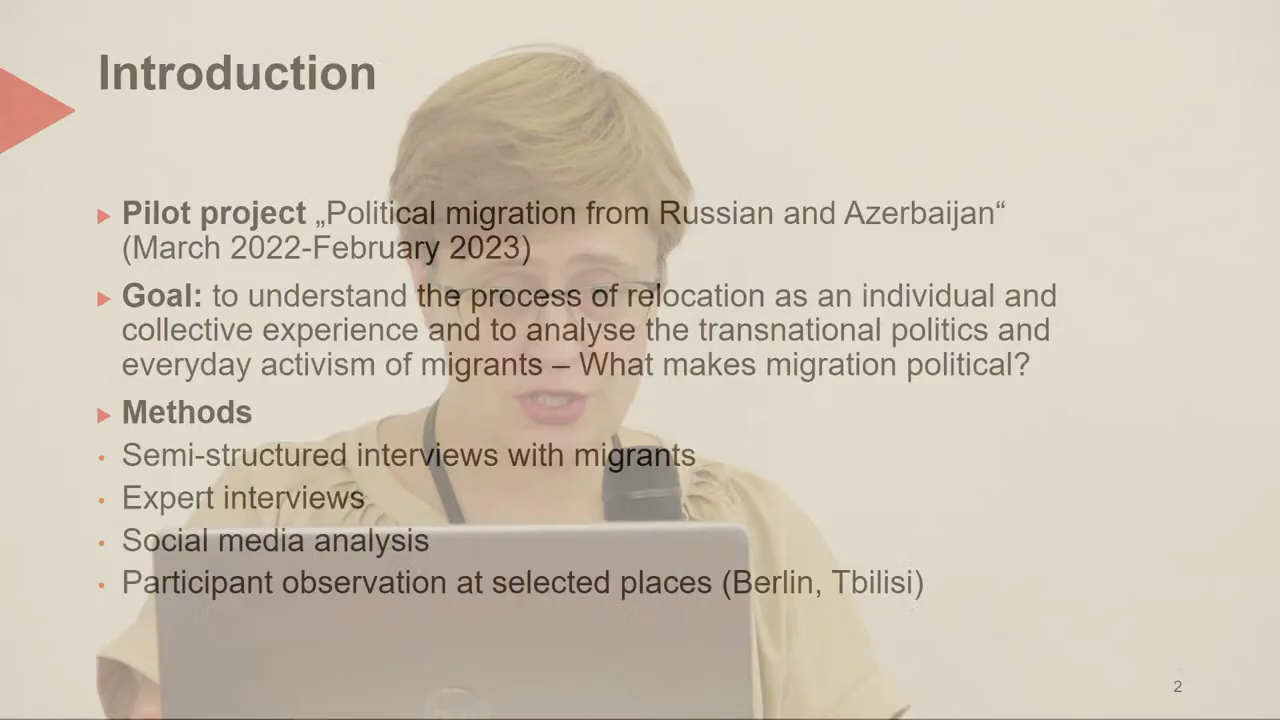 Introduction
Pilot project „Political migration from Russian and Azerbaijan“
(March 2022-February 2023)
Goal: to understand the process of relocation as an individual and
collective experience and to analyse the transnational politics and
everyday activism of migrants – What makes migration political?
Methods
Semi-structured interviews with migrants
Expert interviews
Social media analysis
Participant observation at selected places (Berlin, Tbilisi)
2